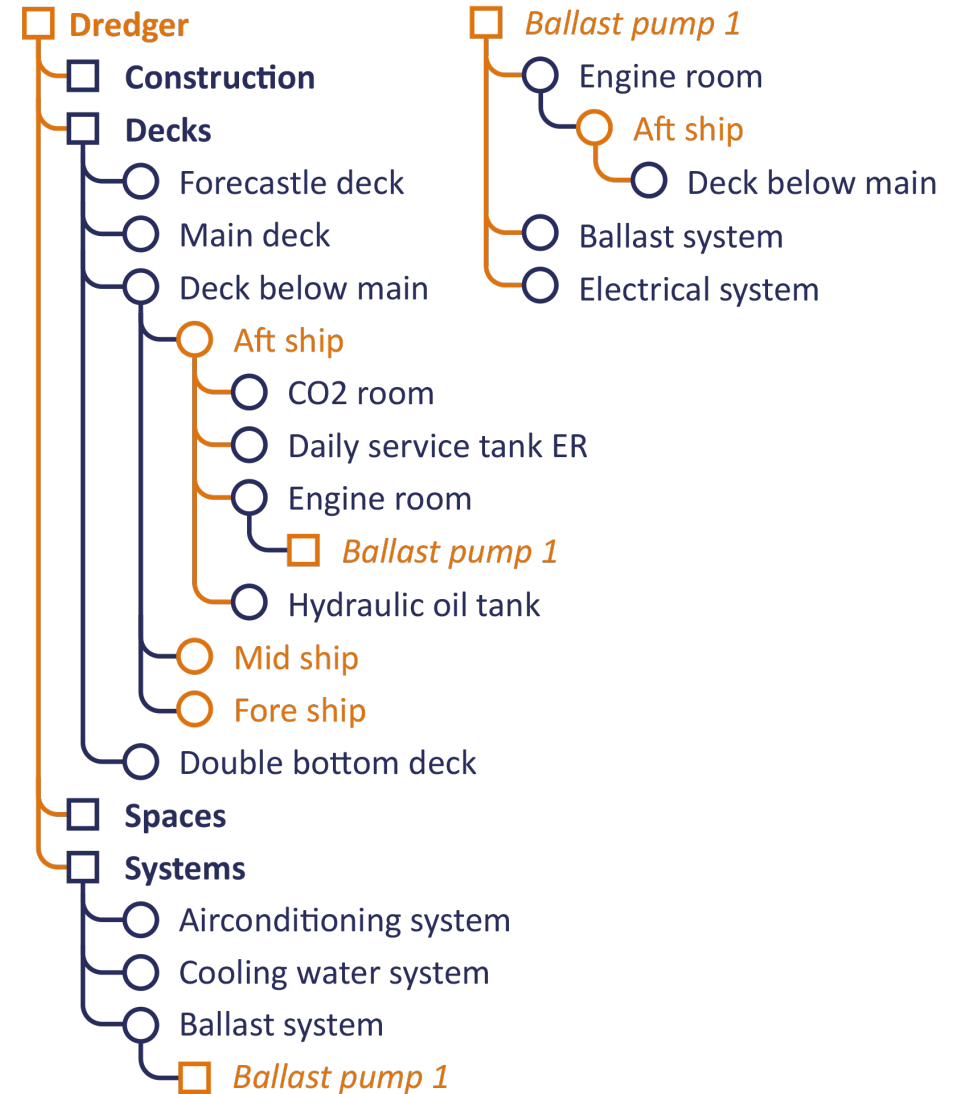 Dredger
Construction
Decks
Forecastle deck
Main deck
Deck below main
Aft ship
CO2 room
Daily service tank ER
Engine room
Ballast pump 1
Hydraulic oil tank
Mid ship
Fore ship
Double bottom deck
Spaces
Systems
Airconditioning system
Cooling water system
Ballast system
Ballast pump 1
Ballast pump 1
Engine room
Aft ship
Deck below main
Ballast system
Electrical system